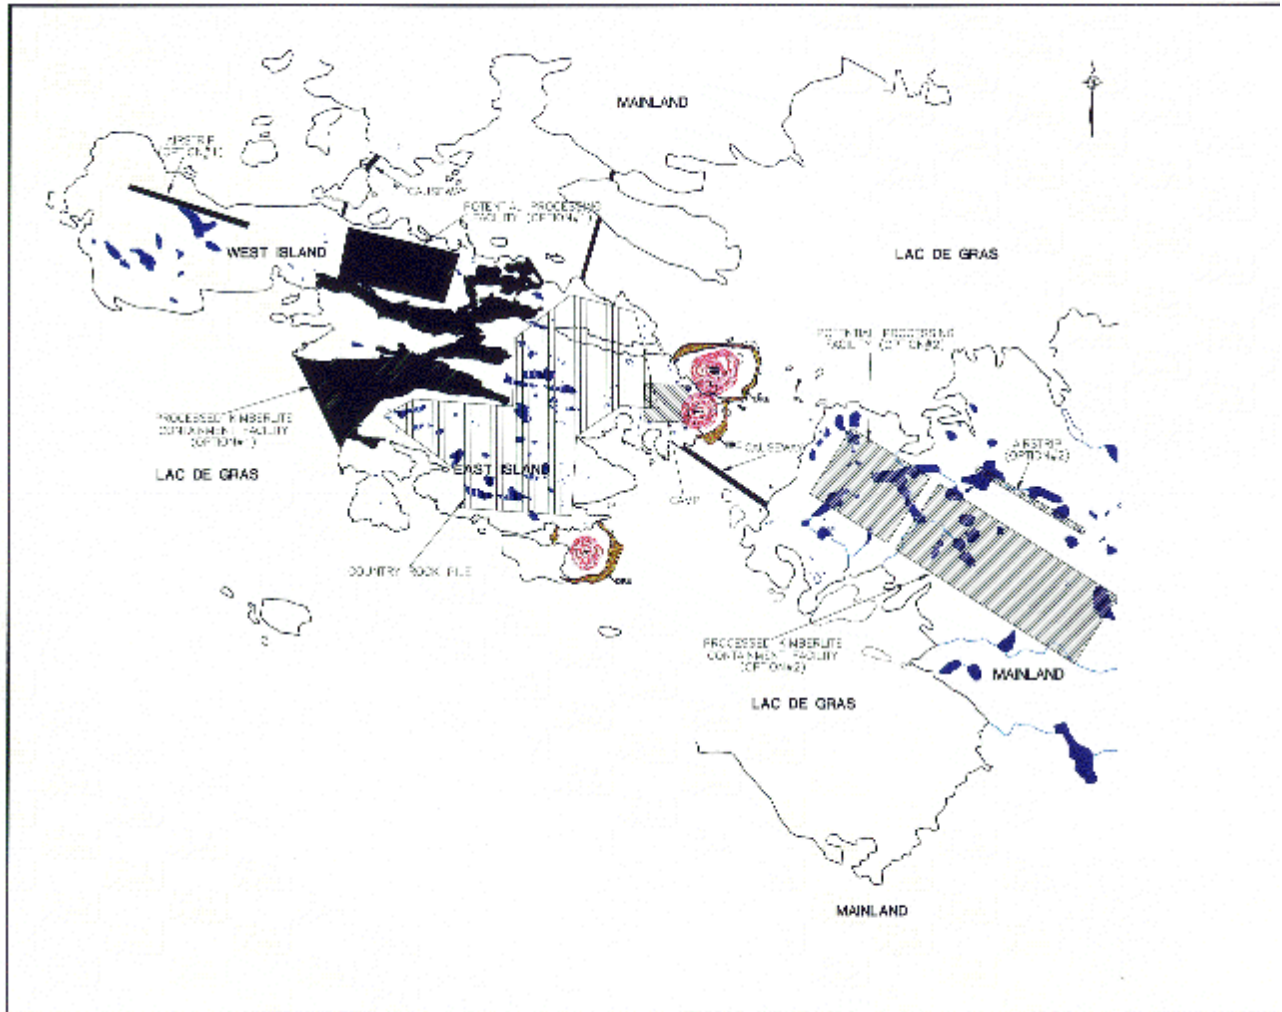 MAINLAND
AIRSTRIP
(OPTION#1)
CAUSEWAY
POTENTIAL PROCESSING
FACILITY (OPTION#1)
WEST ISLAND
LAC DE GRAS
POTENTIAL PROCESSING
FACILITY (OPTION#2)
PROCESSED KIMBERLITE
CONTAINMENT FACILITY
(OPTION#1)
LAC DE GRAS
EAST ISLAND
CAUSEWAY
AIRSTRIP
(OPTION#2)
CAMP
COUNTRY ROCK PILE
PROCESSED KIMBERLITE
CONTAINMENT FACILITY
(OPTION#2)
MAINLAND
LAC DE GRAS
MAINLAND